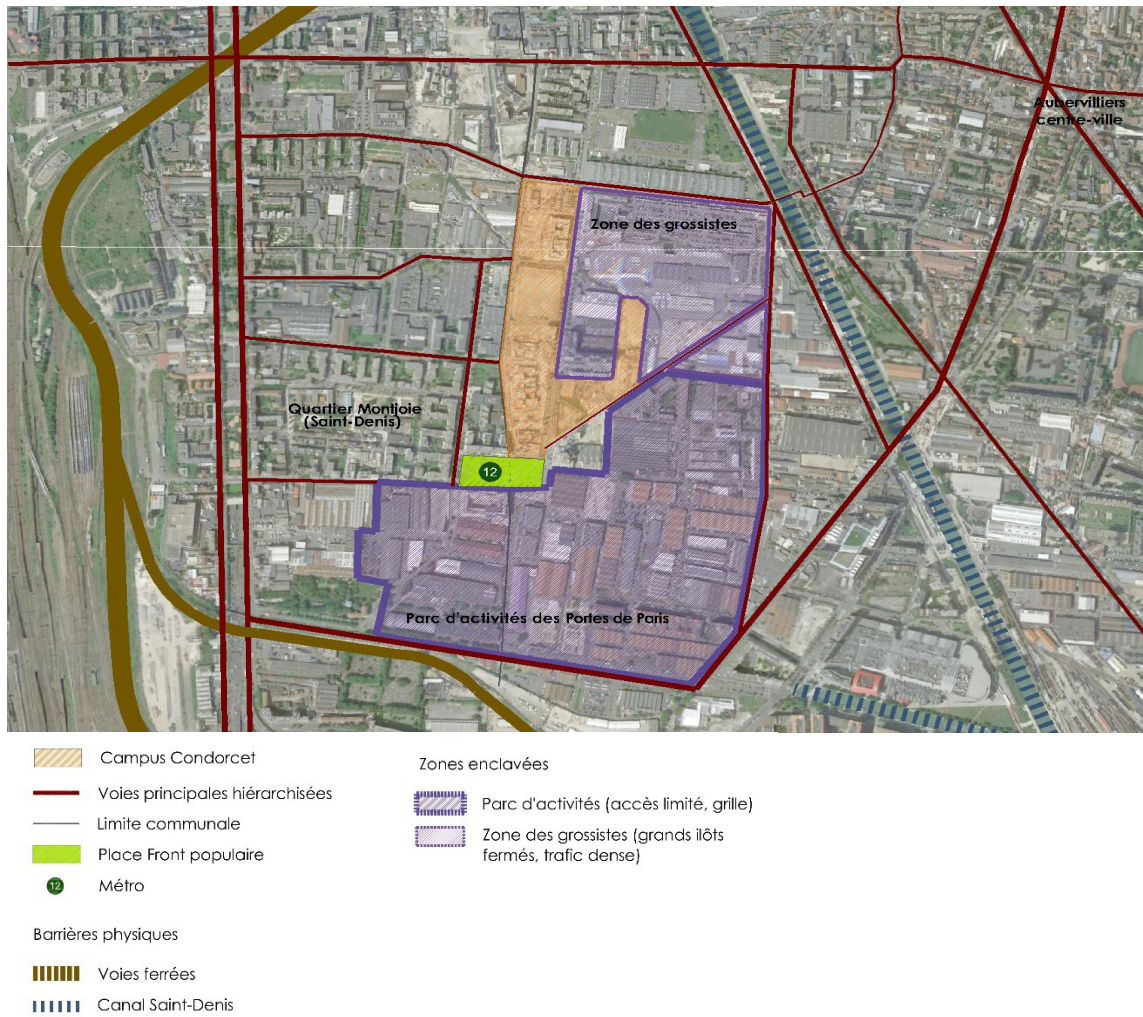 Aubervilliers
centre-ville
Zone des grossistes
Quartier Montjoie
(Saint-Denis)
12
Parc d'activités des Portes de Paris
Campus Condorcet
Voies principales hiérarchisées
Limite communale
Place Front populaire
12 Métro
Barrières physiques
Voies ferrées
Canal Saint-Denis
Zones enclavées
Parc d'activités (accès limité, grille)
Zone des grossistes (grands ilôts
fermés, trafic dense)